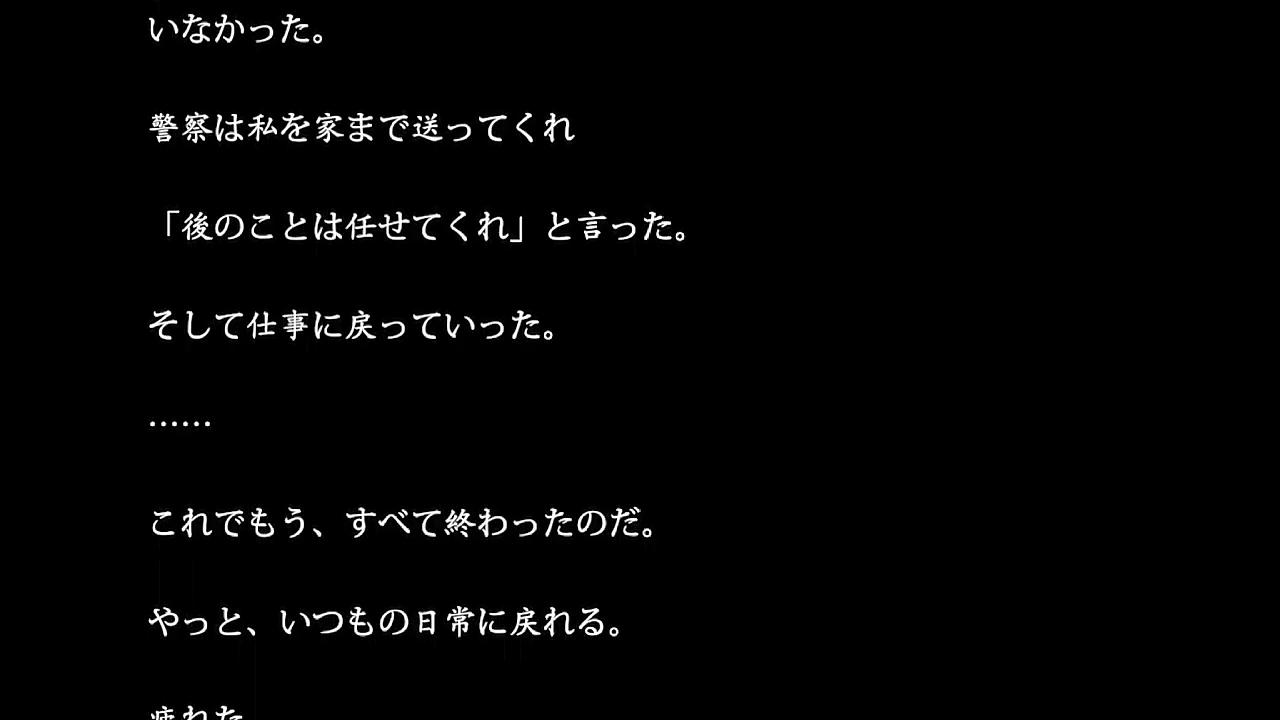 いなかった。
警察は私を家まで送ってくれ
「後のことは任せてくれ」と言った。
そして仕事に戻っていった。
……
これでもう、すべて終わったのだ。
やっと、いつもの日常に戻れる。
疲れた